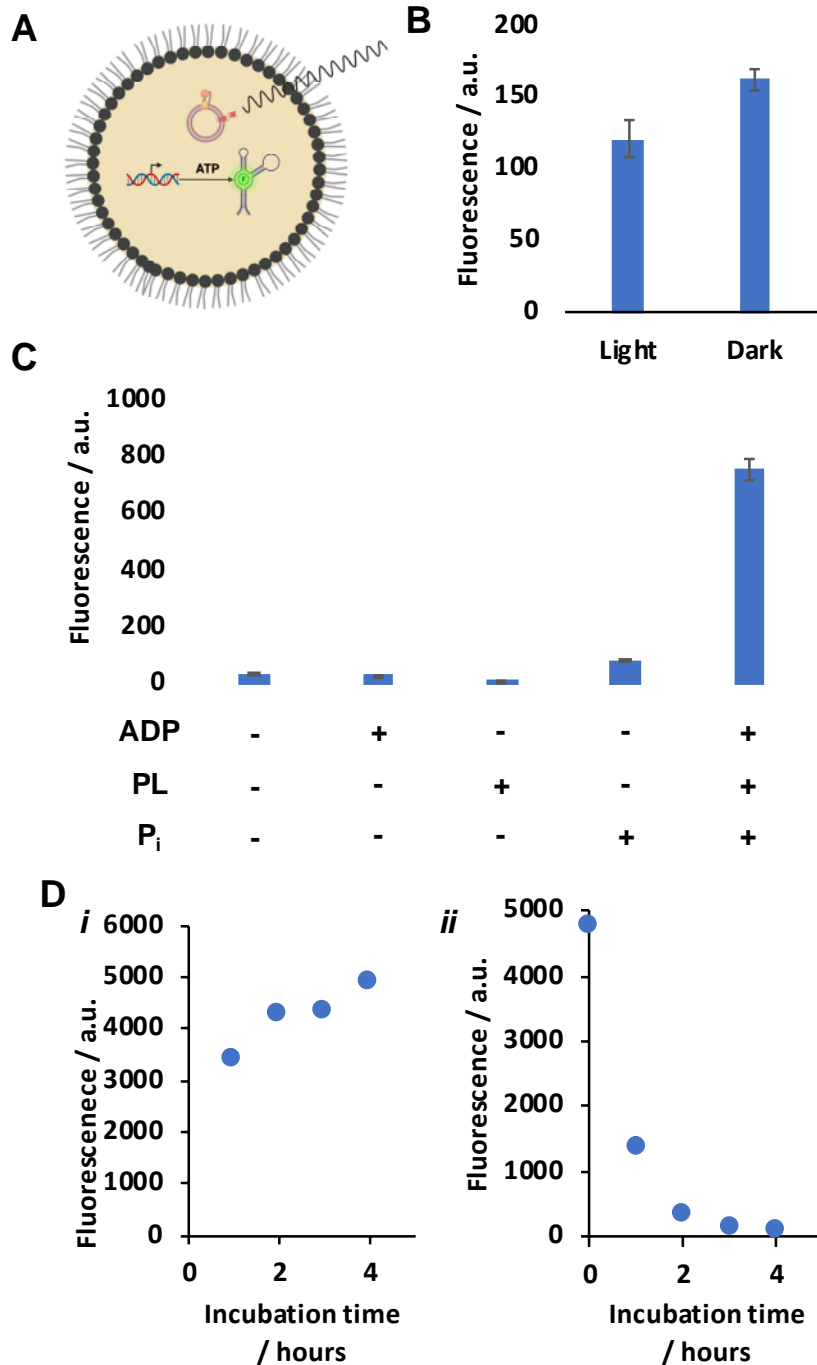 A
ATP
B
Fluorescence / a.u.
200
150
100
50
0
Light Dark
C
Fluorescence / a.u.
1000
800
600
400
200
0
ADP - + - - +
PL - - + - +
Pi - - - + +
D
i
Fluorescenece / a.u.
6000
5000
4000
3000
2000
1000
0
0 2 4
Incubation time
/ hours
ii
Fluorescence / a.u.
5000
4000
3000
2000
1000
0
0 2 4
Incubation time
/ hours